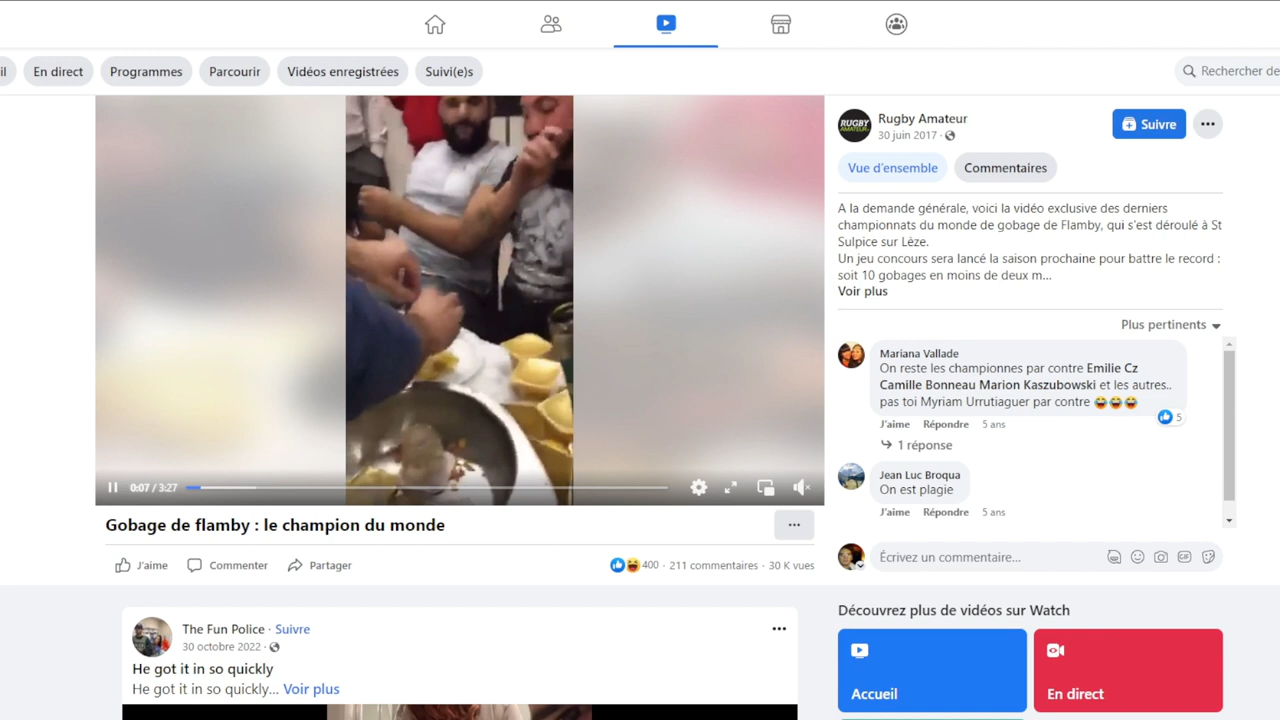 il
En direct
Programmes
Parcourir
Vidéos enregistrées
Suivi(e)s
Rechercher de
0:07 / 3:27
Gobage de flamby : le champion du monde
...
J'aime
Commenter
Partager
400 · 211 commentaires · 30 K vues
RUGBY
AMATEUR
Rugby Amateur
30 juin 2017 ·
Suivre
Vue d'ensemble
Commentaires
A la demande générale, voici la vidéo exclusive des derniers
championnats du monde de gobage de Flamby, qui s'est déroulé à St
Sulpice sur Lèze.
Un jeu concours sera lancé la saison prochaine pour battre le record :
soit 10 gobages en moins de deux m...
Voir plus
Plus pertinents
Mariana Vallade
On reste les championnes par contre Emilie Cz
Camille Bonneau Marion Kaszubowski et les autres..
pas toi Myriam Urrutiaguer par contre 😂😂😂
5
J'aime Répondre 5 ans
1 réponse
Jean Luc Broqua
On est plagie
J'aime Répondre 5 ans
Écrivez un commentaire...
GIF
The Fun Police · Suivre
30 octobre 2022 ·
He got it in so quickly
He got it in so quickly... Voir plus
Découvrez plus de vidéos sur Watch
Accueil
En direct